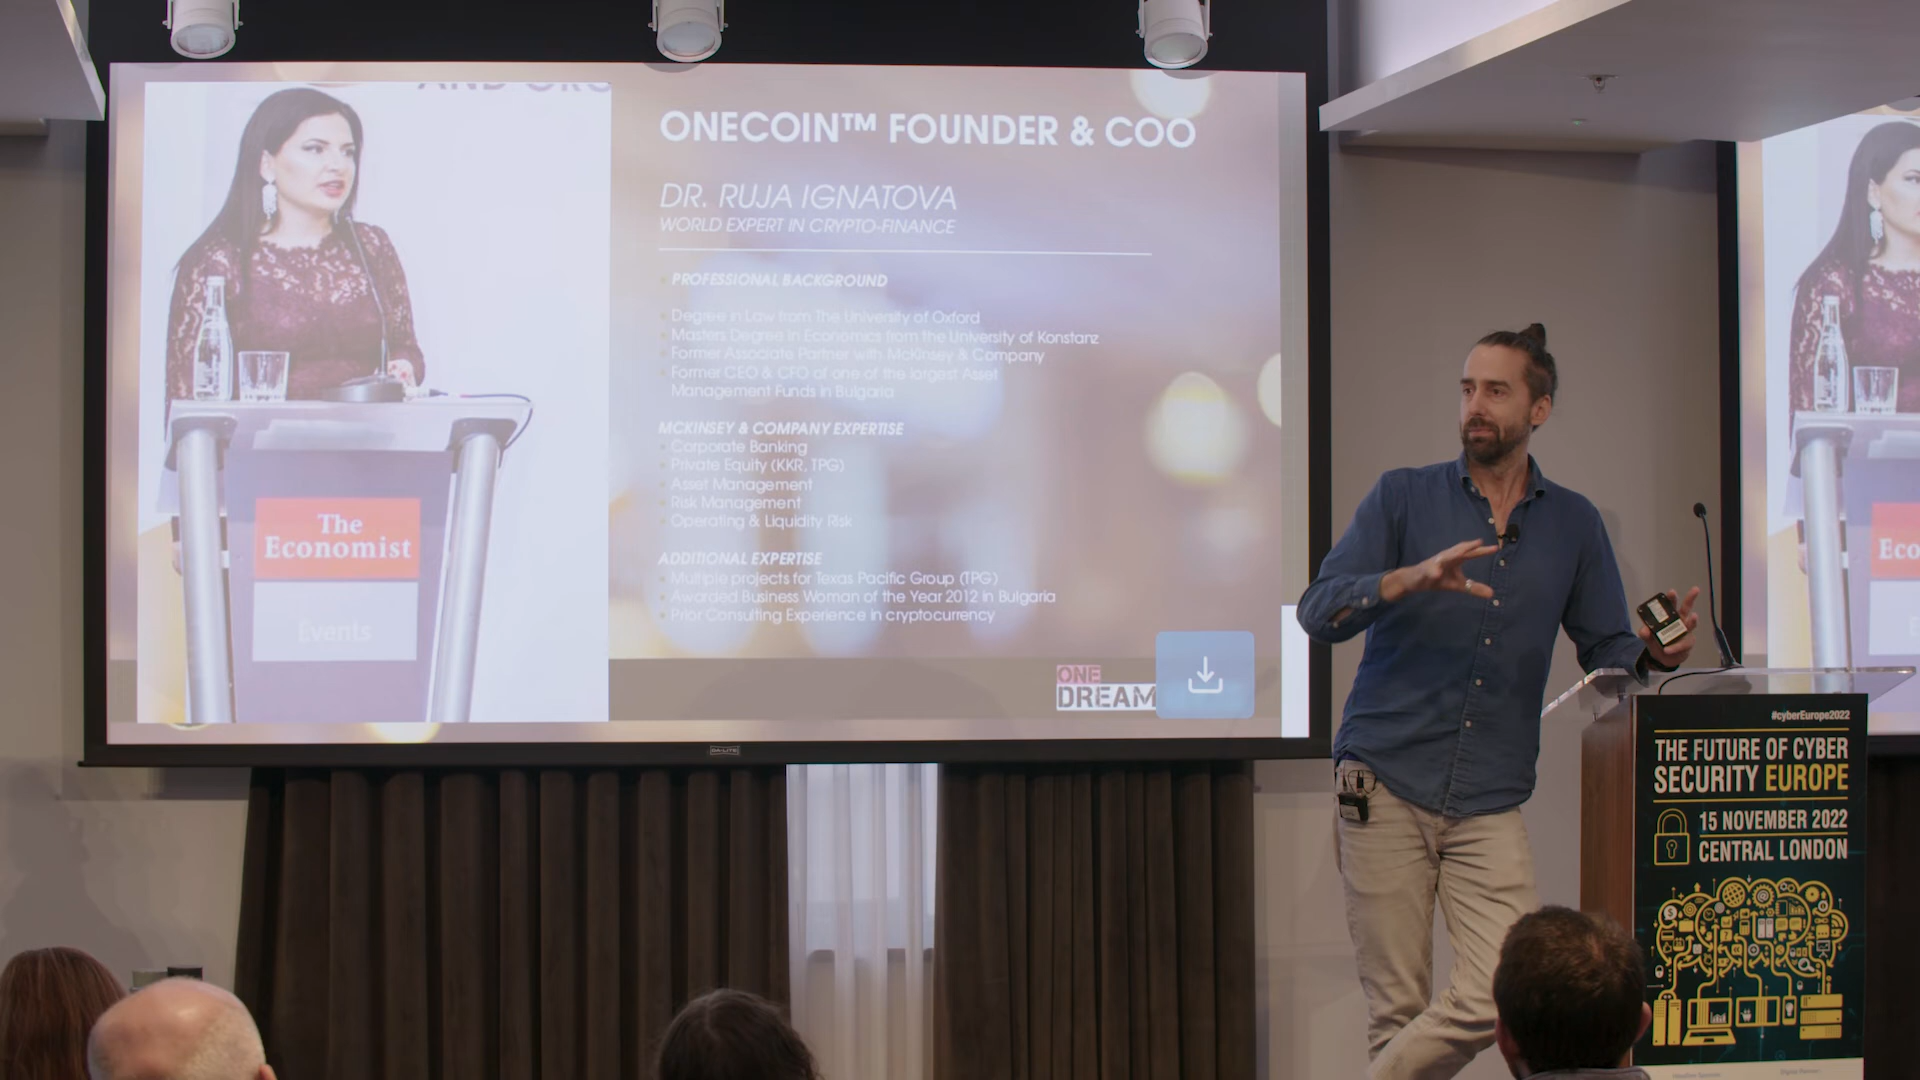 ONECOIN™ FOUNDER & COO
DR. RUJA IGNATOVA
WORLD EXPERT IN CRYPTO-FINANCE
PROFESSIONAL BACKGROUND
Degree in Law from The University of Oxford
Masters Degree in Economics from the University of Konstanz
Former Associate Partner with McKinsey & Company
Former CEO & CFO of one of the largest Asset
Management Funds in Bulgaria
MCKINSEY & COMPANY EXPERTISE
Corporate Banking
Private Equity (KKR, TPG)
Asset Management
Risk Management
Operating & Liquidity Risk
ADDITIONAL EXPERTISE
Multiple projects for Texas Pacific Group (TPG)
Awarded Business Woman of the Year 2012 in Bulgaria
Prior Consulting Experience in cryptocurrency
The
Economist
Events
ONE
DREAM
DA-LITE
Eco
#cyberEurope2022
THE FUTURE OF CYBER
SECURITY EUROPE
15 NOVEMBER 2022
CENTRAL LONDON